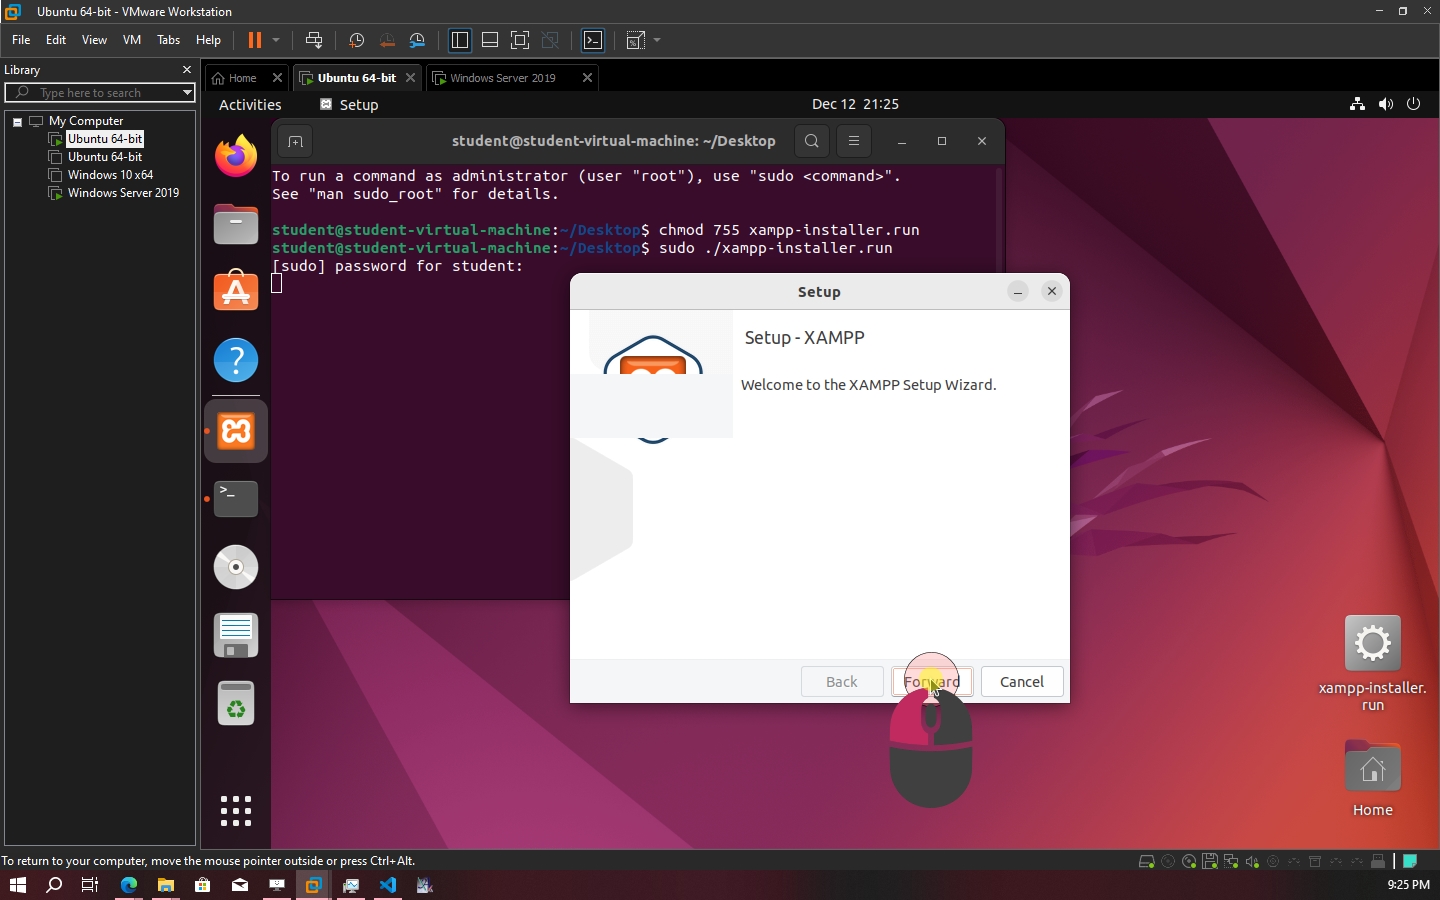 Ubuntu 64-bit - VMware Workstation
File Edit View VM Tabs Help
Library
Type here to search
My Computer
Ubuntu 64-bit
Ubuntu 64-bit
Windows 10 x64
Windows Server 2019
Home
Ubuntu 64-bit
Windows Server 2019
Activities
Setup
Dec 12 21:25
student@student-virtual-machine: ~/Desktop
To run a command as administrator (user "root"), use "sudo <command>".
See "man sudo_root" for details.
student@student-virtual-machine:~/Desktop$ chmod 755 xampp-installer.run
student@student-virtual-machine:~/Desktop$ sudo ./xampp-installer.run
[sudo] password for student:
Setup
Setup - XAMPP
Welcome to the XAMPP Setup Wizard.
Back
Forward
Cancel
xampp-installer.
run
Home
To return to your computer, move the mouse pointer outside or press Ctrl+Alt.
9:25 PM